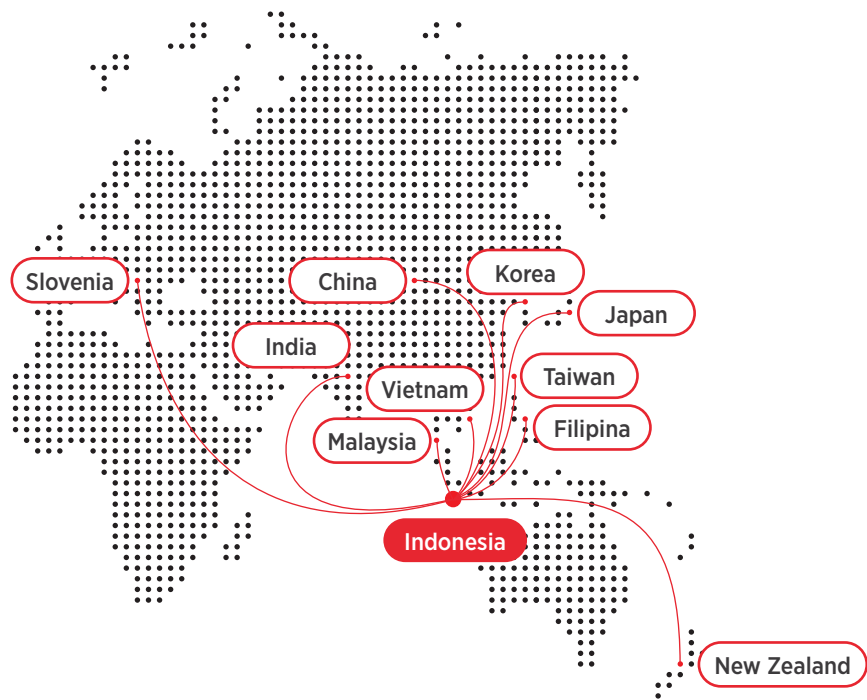 Slovenia
China
Korea
Japan
India
Vietnam
Taiwan
Malaysia
Filipina
Indonesia
New Zealand